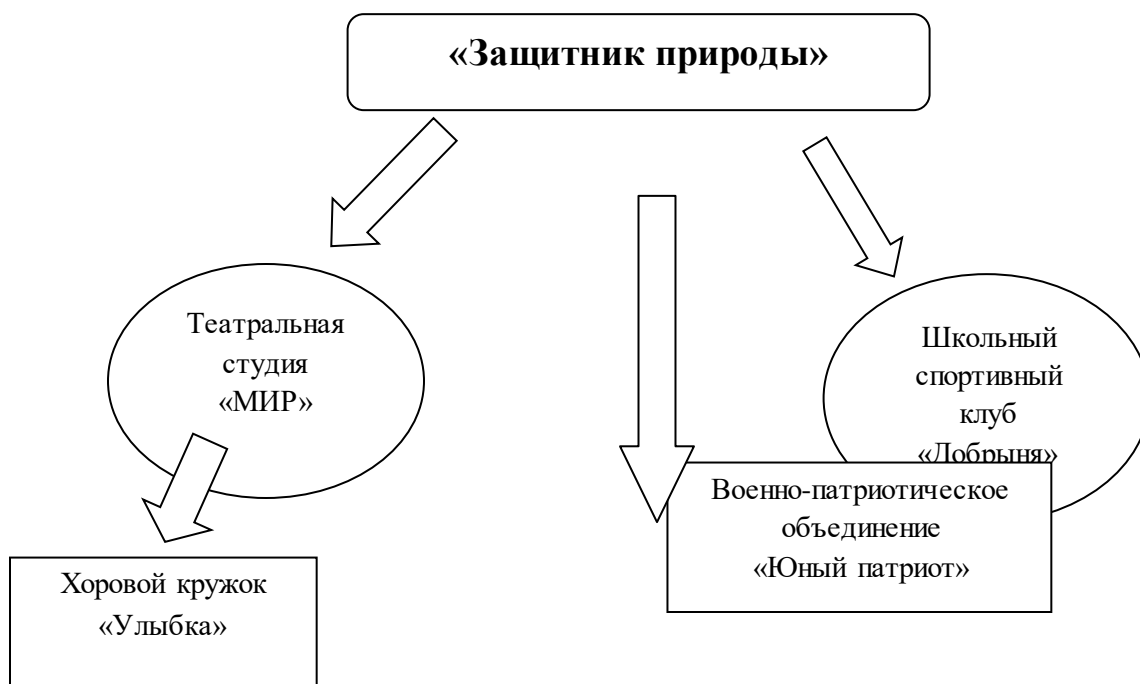 «Защитник природы»
Театральная
студия
«МИР»
Школьный
спортивный
клуб
«Добрыня»
Военно-патриотическое
объединение
«Юный патриот»
Хоровой кружок
«Улыбка»